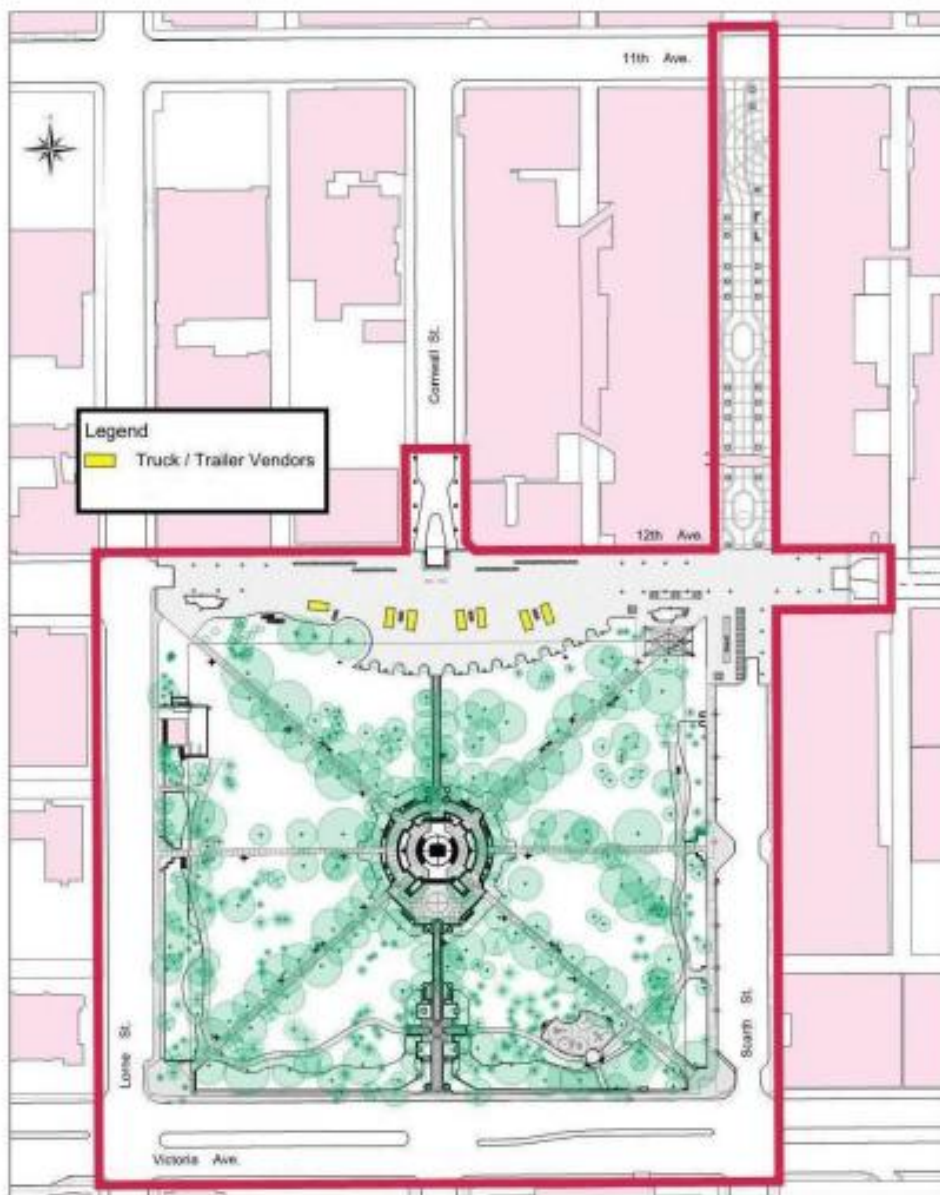 11th Ave.
Cornwall St.
Legend
Truck / Trailer Vendors
12th Ave.
Lorne St.
Scarth St.
Victoria Ave.